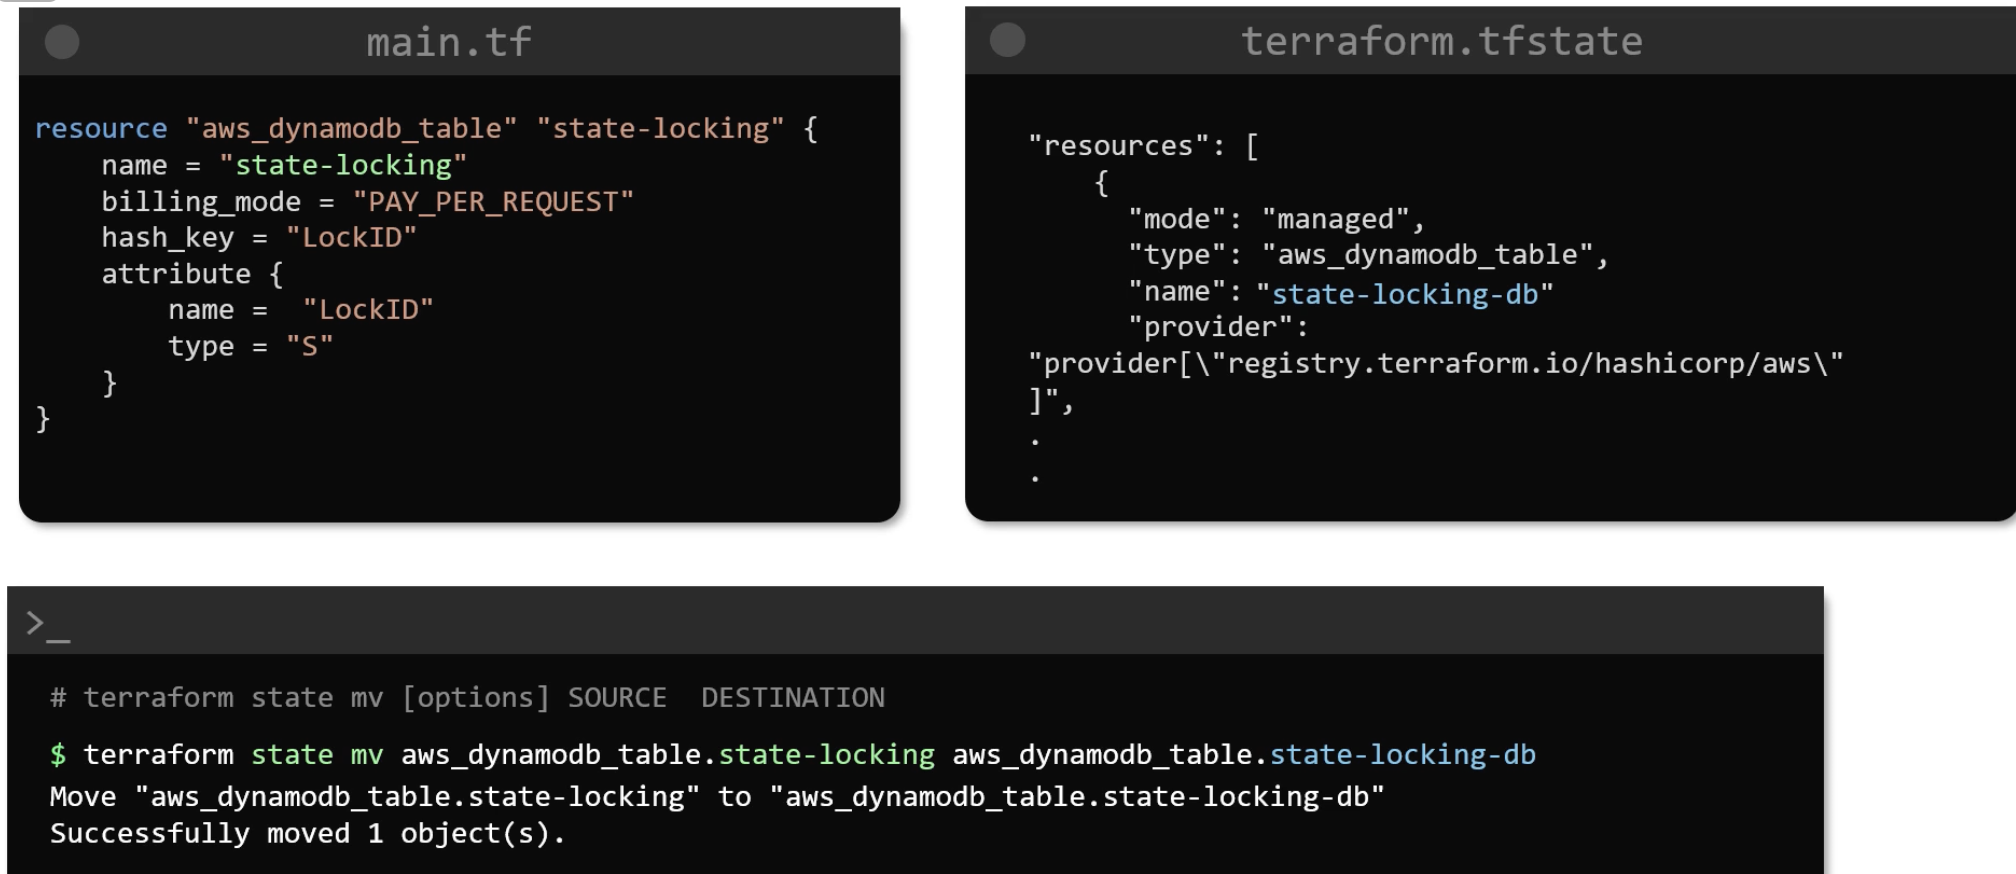 main.tf
resource "aws_dynamodb_table" "state-locking" {
    name = "state-locking"
    billing_mode = "PAY_PER_REQUEST"
    hash_key = "LockID"
    attribute {
        name =  "LockID"
        type = "S"
    }
}
terraform.tfstate
"resources": [
    {
      "mode": "managed",
      "type": "aws_dynamodb_table",
      "name": "state-locking-db"
      "provider":
"provider[\"registry.terraform.io/hashicorp/aws\"
]",
.
.
>_
# terraform state mv [options] SOURCE  DESTINATION
$ terraform state mv aws_dynamodb_table.state-locking aws_dynamodb_table.state-locking-db
Move "aws_dynamodb_table.state-locking" to "aws_dynamodb_table.state-locking-db"
Successfully moved 1 object(s).